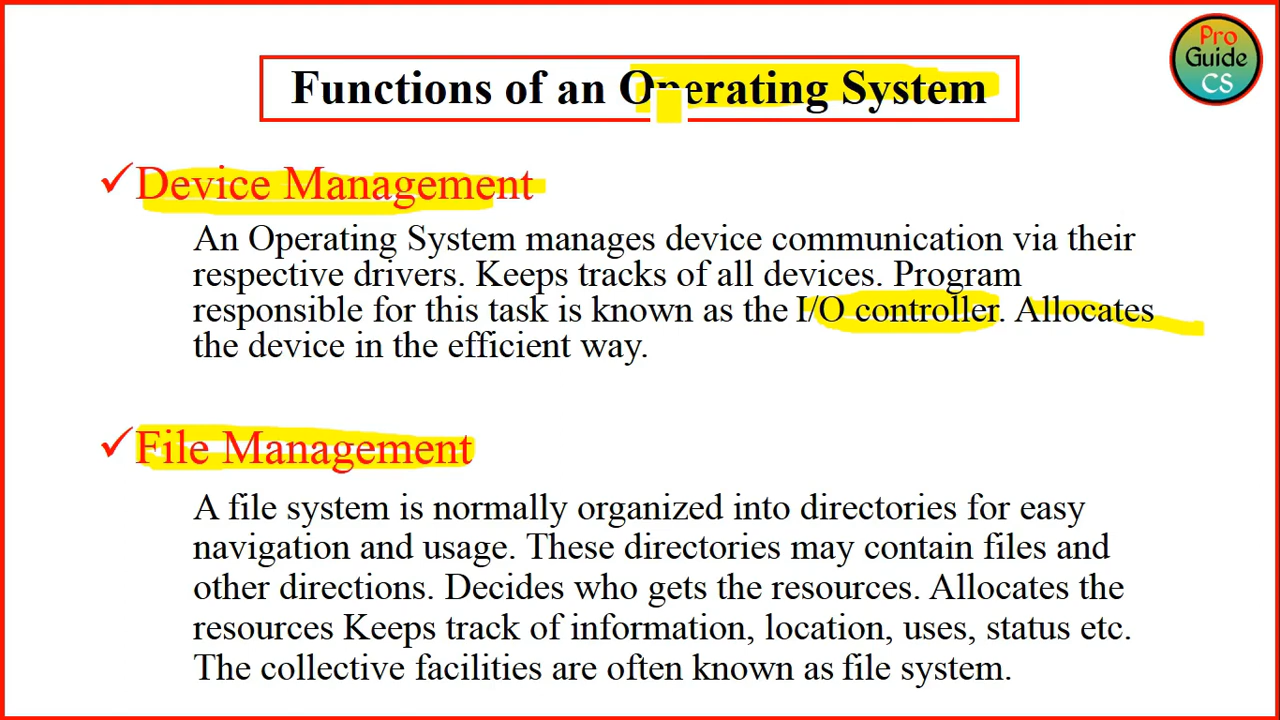 Pro
Guide
CS
Functions of an Operating System
✓Device Management
An Operating System manages device communication via their
respective drivers. Keeps tracks of all devices. Program
responsible for this task is known as the I/O controller. Allocates
the device in the efficient way.
✓File Management
A file system is normally organized into directories for easy
navigation and usage. These directories may contain files and
other directions. Decides who gets the resources. Allocates the
resources Keeps track of information, location, uses, status etc.
The collective facilities are often known as file system.